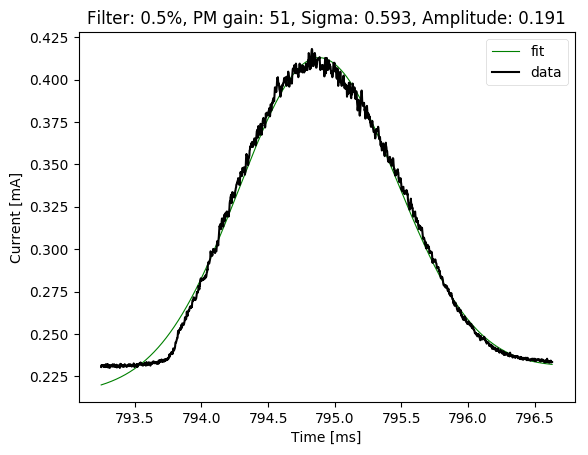 Filter: 0.5%, PM gain: 51, Sigma: 0.593, Amplitude: 0.191
fit
data
0.425
0.400
0.375
0.350
0.325
0.300
0.275
0.250
0.225
Current [mA]
793.5 794.0 794.5 795.0 795.5 796.0 796.5
Time [ms]